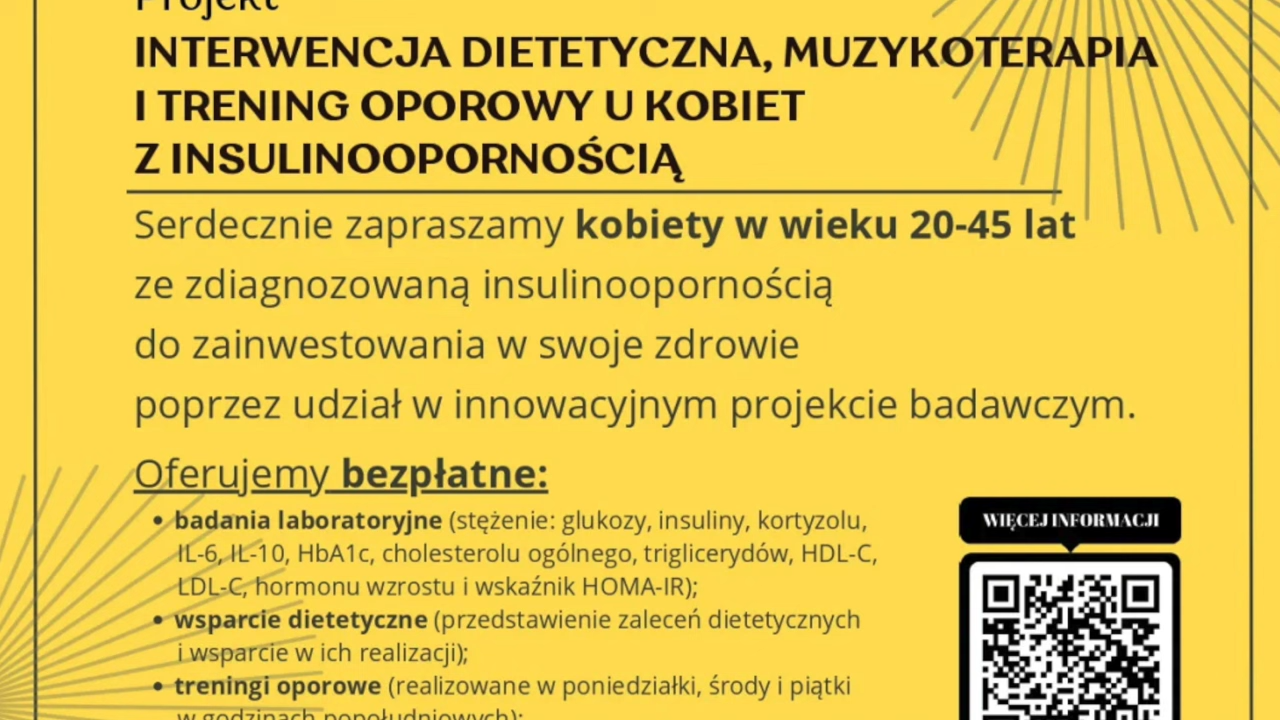 Projekt
INTERWENCJA DIETETYCZNA, MUZYKOTERAPIA
I TRENING OPOROWY U KOBIET
Z INSULINOOPORNOŚCIĄ
Serdecznie zapraszamy kobiety w wieku 20-45 lat
ze zdiagnozowaną insulinoopornością
do zainwestowania w swoje zdrowie
poprzez udział w innowacyjnym projekcie badawczym.
Oferujemy bezpłatne:
• badania laboratoryjne (stężenie: glukozy, insuliny, kortyzolu,
IL-6, IL-10, HbA1c, cholesterolu ogólnego, triglicerydów, HDL-C,
LDL-C, hormonu wzrostu i wskaźnik HOMA-IR);
• wsparcie dietetyczne (przedstawienie zaleceń dietetycznych
i wsparcie w ich realizacji);
• treningi oporowe (realizowane w poniedziałki, środy i piątki
w godzinach popołudniowych);
WIĘCEJ INFORMACJI